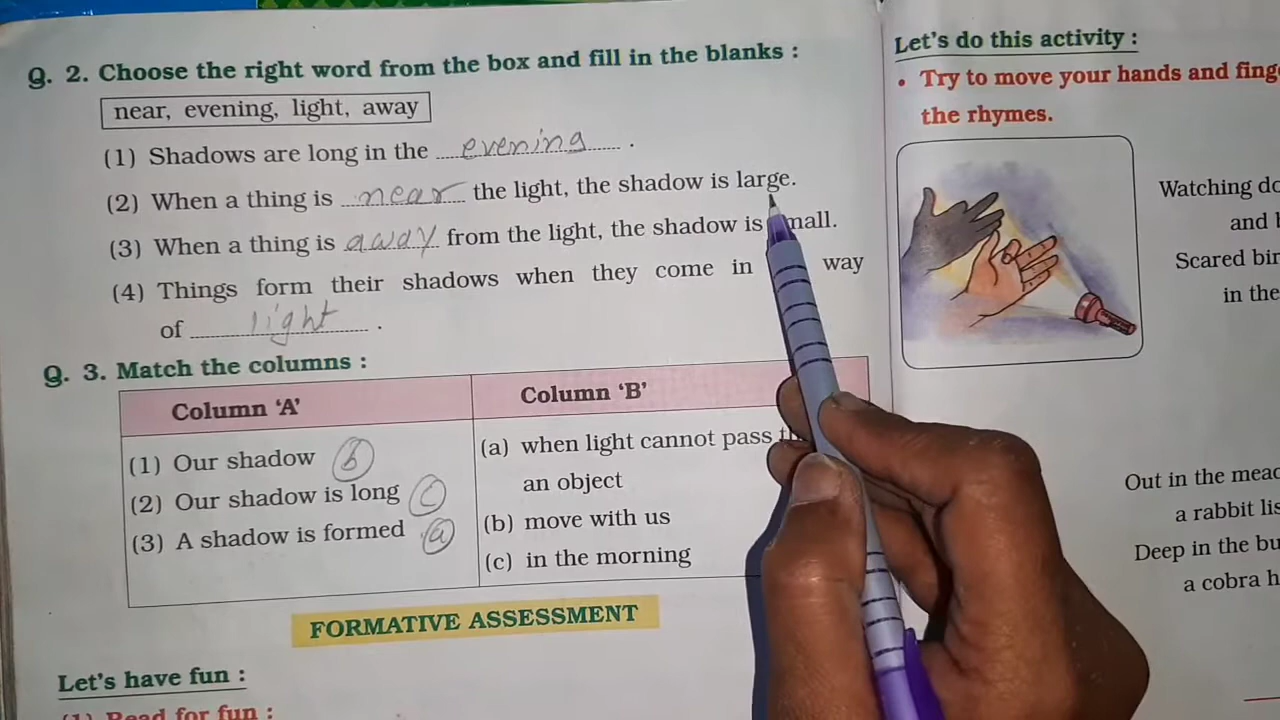 Q. 2. Choose the right word from the box and fill in the blanks :
near, evening, light, away
(1) Shadows are long in the evening .
(2) When a thing is near the light, the shadow is large.
(3) When a thing is away from the light, the shadow is small.
(4) Things form their shadows when they come in way
of light .
Q. 3. Match the columns :
Column ‘A’ Column ‘B’
(1) Our shadow b
(2) Our shadow is long c
(3) A shadow is formed a
(a) when light cannot pass
an object
(b) move with us
(c) in the morning
FORMATIVE ASSESSMENT
Let's have fun :
(1) Read for fun :
Let's do this activity :
• Try to move your hands and
the rhymes.
Watching
and
Scared
in the
Out in the
a rabbit
Deep in the
a cobra